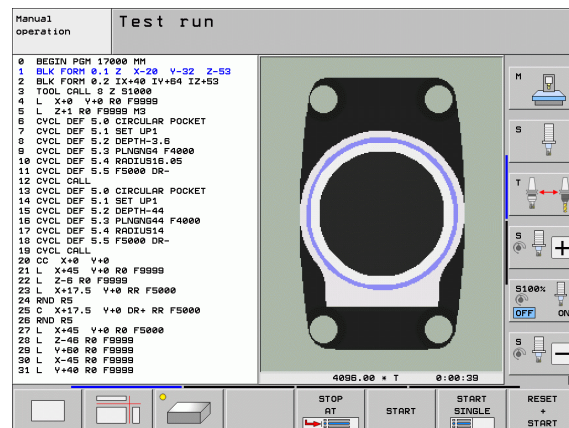 Manual
operation
Test run
0 BEGIN PGM 17000 MM
1 BLK FORM 0.1 Z X-20 Y-32 Z-53
2 BLK FORM 0.2 IX+40 IY+64 IZ+53
3 TOOL CALL 8 Z S1000
4 L X+0 Y+0 R0 F9999
5 L Z+1 R0 F9999 M3
6 CYCL DEF 5.0 CIRCULAR POCKET
7 CYCL DEF 5.1 SET UP1
8 CYCL DEF 5.2 DEPTH-3.6
9 CYCL DEF 5.3 PLNGNG4 F4000
10 CYCL DEF 5.4 RADIUS16.05
11 CYCL DEF 5.5 F5000 DR-
12 CYCL CALL
13 CYCL DEF 5.0 CIRCULAR POCKET
14 CYCL DEF 5.1 SET UP1
15 CYCL DEF 5.2 DEPTH-44
16 CYCL DEF 5.3 PLNGNG44 F4000
17 CYCL DEF 5.4 RADIUS14
18 CYCL DEF 5.5 F5000 DR-
19 CYCL CALL
20 CC X+0 Y+0
21 L X+45 Y+0 R0 F9999
22 L Z-6 R0 F9999
23 L X+17.5 Y+0 RR F5000
24 RND R5
25 C X+17.5 Y+0 DR+ RR F5000
26 RND R5
27 L X+45 Y+0 R0 F5000
28 L Z-46 R0 F9999
29 L Y+60 R0 F9999
30 L X-45 R0 F9999
31 L Y+40 R0 F9999
4096.00 * T 0:00:39
M
S
T
S
+
S100%
OFF ON
S
−
STOP
AT
START
START
SINGLE
RESET
+
START